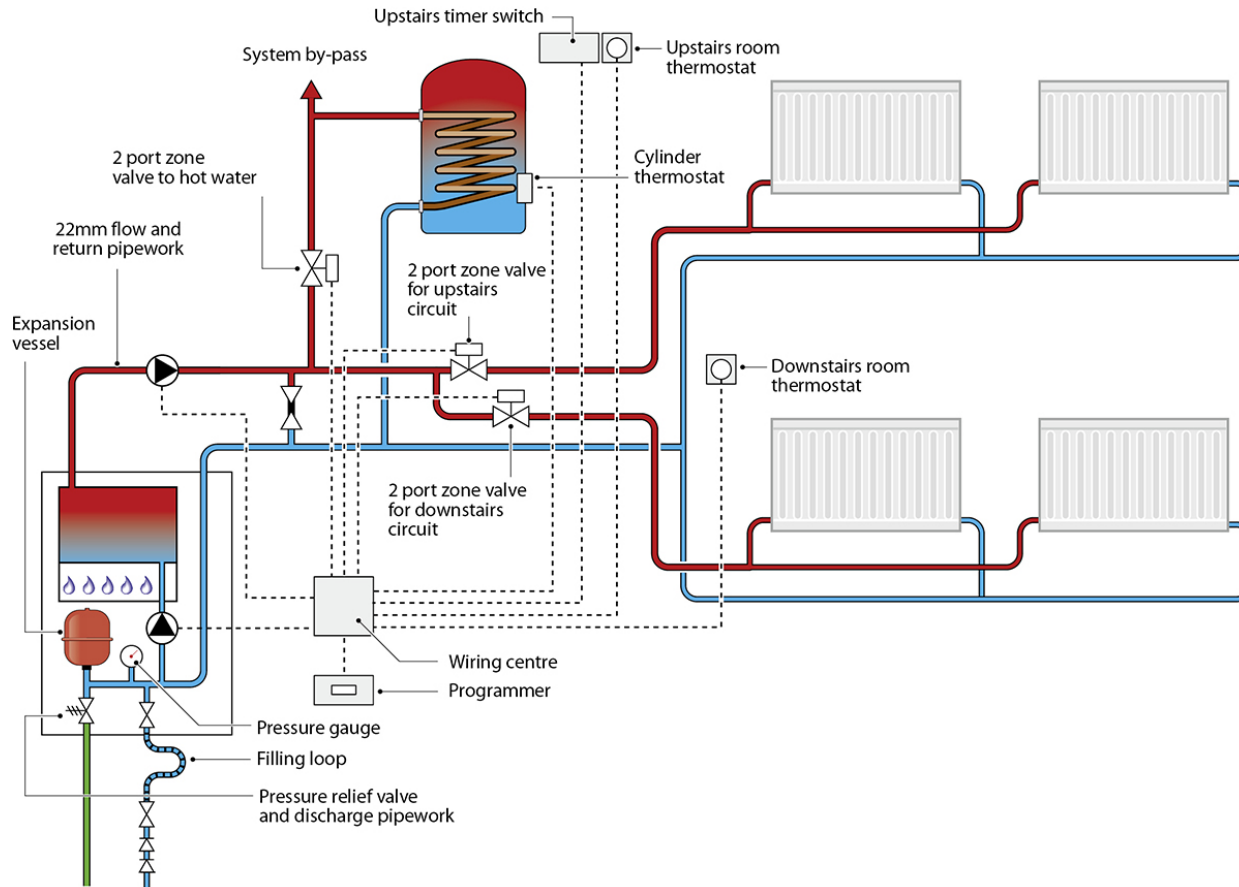 Upstairs timer switch
System by-pass
Upstairs room
thermostat
2 port zone
valve to hot water
Cylinder
thermostat
22mm flow and
return pipework
2 port zone valve
for upstairs
circuit
Expansion
vessel
Downstairs room
thermostat
2 port zone valve
for downstairs
circuit
Wiring centre
Programmer
Pressure gauge
Filling loop
Pressure relief valve
and discharge pipework